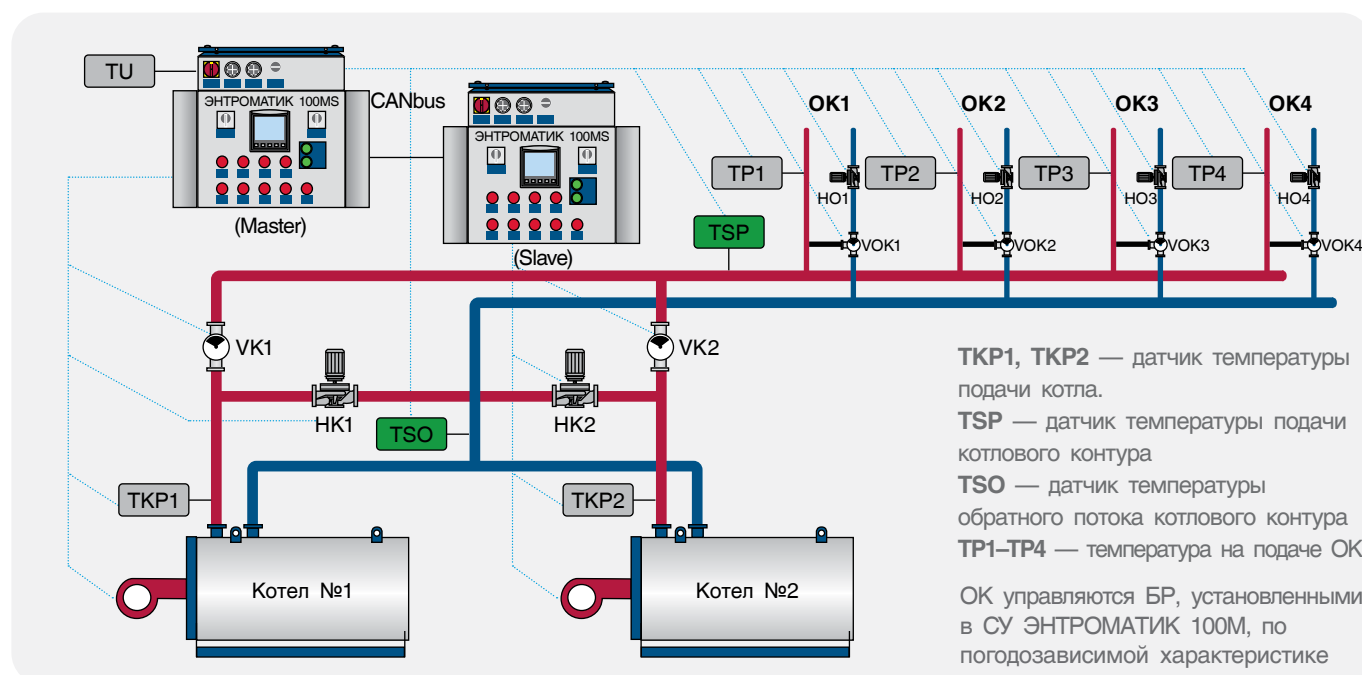 TU
ЭНТРОМАТИК 100MS
CANbus
(Master)
ЭНТРОМАТИК 100MS
(Slave)
OK1
OK2
OK3
OK4
TP1
TP2
TP3
TP4
HO1
HO2
HO3
HO4
TSP
VOK1
VOK2
VOK3
VOK4
VK1
VK2
HK1
HK2
TSO
TKP1
TKP2
Котел №1
Котел №2
TKP1, TKP2 — датчик температуры
подачи котла.
TSP — датчик температуры подачи
котлового контура
TSO — датчик температуры
обратного потока котлового контура
TP1–TP4 — температура на подаче ОК
ОК управляются БР, установленными
в СУ ЭНТРОМАТИК 100М, по
погодозависимой характеристике